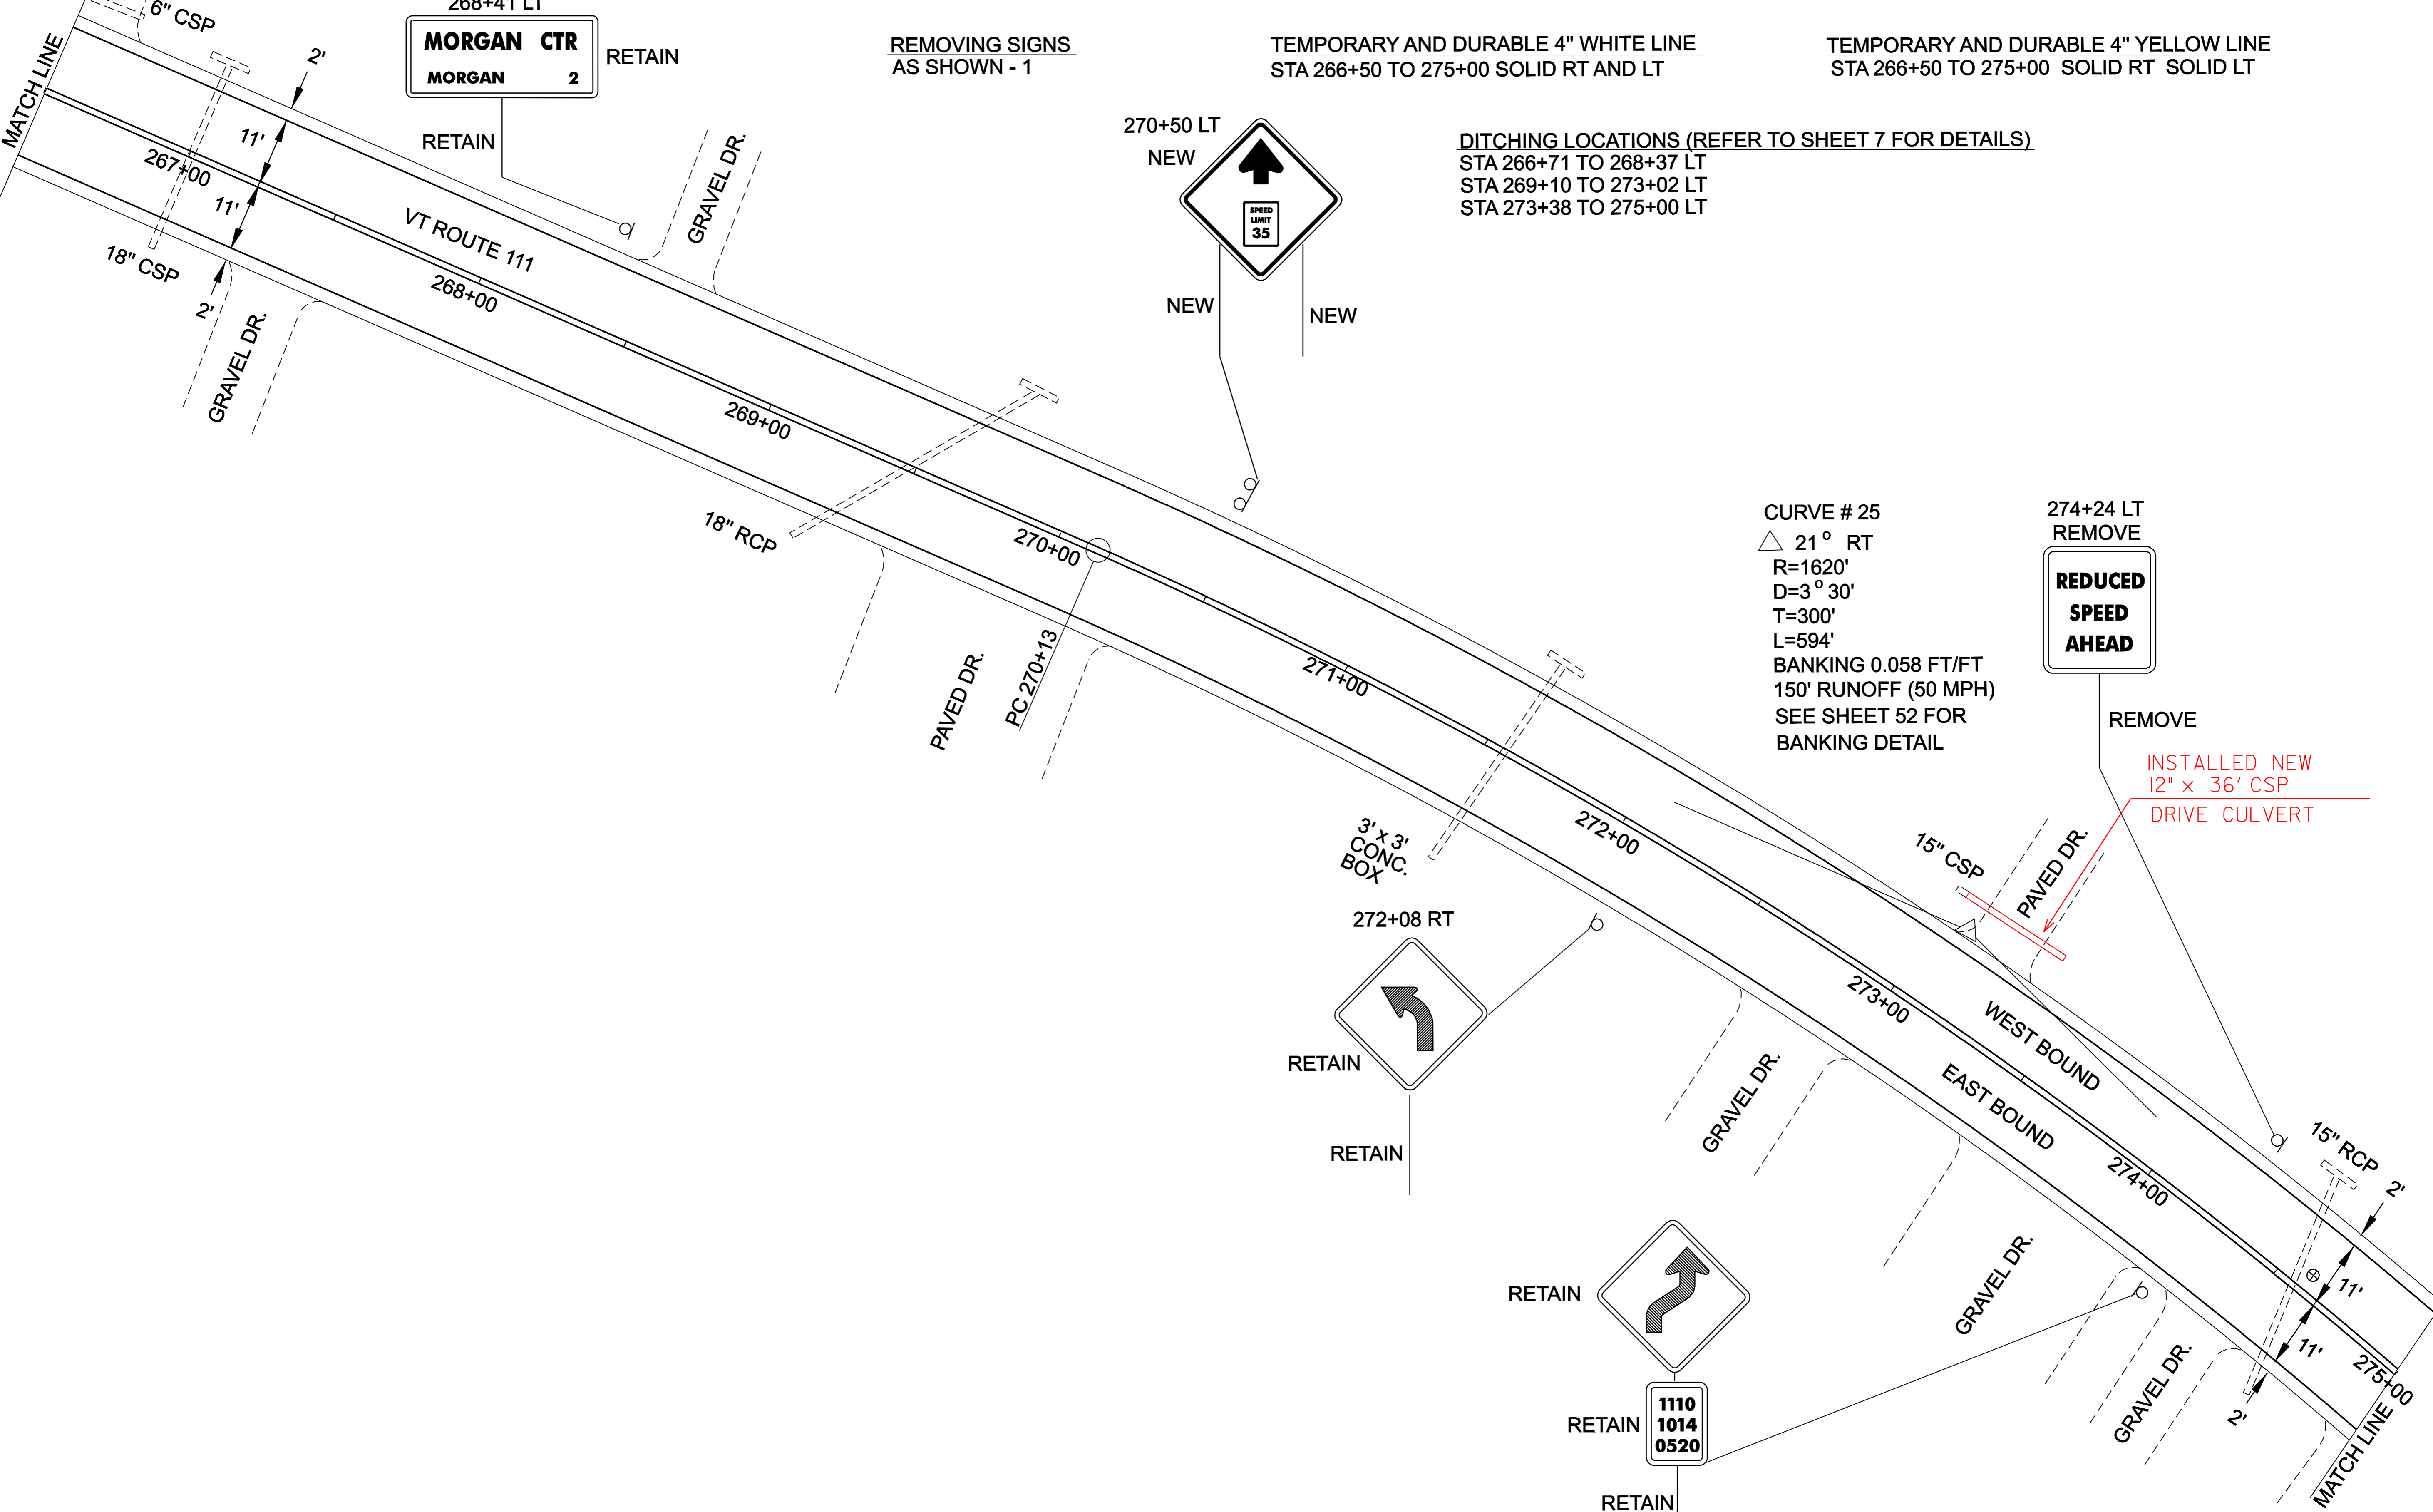 6" CSP
268+41 LT
MORGAN CTR
MORGAN 2
RETAIN
RETAIN
REMOVING SIGNS
AS SHOWN - 1
TEMPORARY AND DURABLE 4" WHITE LINE
STA 266+50 TO 275+00 SOLID RT AND LT
TEMPORARY AND DURABLE 4" YELLOW LINE
STA 266+50 TO 275+00 SOLID RT SOLID LT
DITCHING LOCATIONS (REFER TO SHEET 7 FOR DETAILS)
STA 266+71 TO 268+37 LT
STA 269+10 TO 273+02 LT
STA 273+38 TO 275+00 LT
270+50 LT
NEW
SPEED
LIMIT
35
NEW
NEW
MATCH LINE
2'
11'
11'
2'
267+00
18" CSP
GRAVEL DR.
VT ROUTE 111
GRAVEL DR.
268+00
269+00
18" RCP
270+00
PAVED DR.
PC 270+13
271+00
CURVE # 25
△ 21° RT
R=1620'
D=3° 30'
T=300'
L=594'
BANKING 0.058 FT/FT
150' RUNOFF (50 MPH)
SEE SHEET 52 FOR
BANKING DETAIL
274+24 LT
REMOVE
REDUCED
SPEED
AHEAD
REMOVE
INSTALLED NEW
12" x 36' CSP
DRIVE CULVERT
15" CSP
PAVED DR.
3' x 3'
CONC.
BOX
272+00
272+08 RT
RETAIN
RETAIN
273+00
WEST BOUND
EAST BOUND
GRAVEL DR.
274+00
15" RCP
2'
11'
11'
2'
GRAVEL DR.
GRAVEL DR.
275+00
MATCH LINE
RETAIN
RETAIN
1110
1014
0520
RETAIN